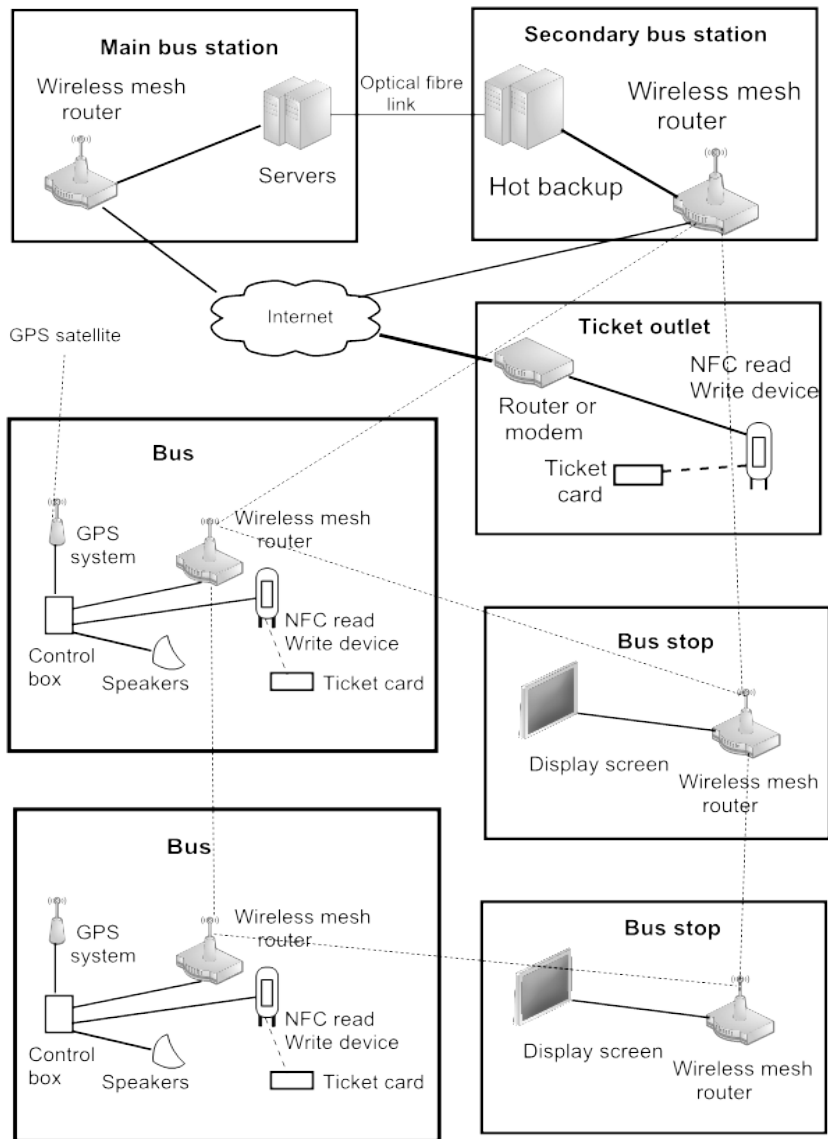 Main bus station
Wireless mesh
router
Servers
Optical fibre
link
Secondary bus station
Wireless mesh
router
Hot backup
Internet
GPS satellite
Ticket outlet
NFC read
Write device
Router or
modem
Ticket
card
Bus
Wireless mesh
router
GPS
system
NFC read
Write device
Control
box
Speakers
Ticket card
Bus stop
Display screen
Wireless mesh
router
Bus
Wireless mesh
router
GPS
system
NFC read
Write device
Control
box
Speakers
Ticket card
Bus stop
Display screen
Wireless mesh
router